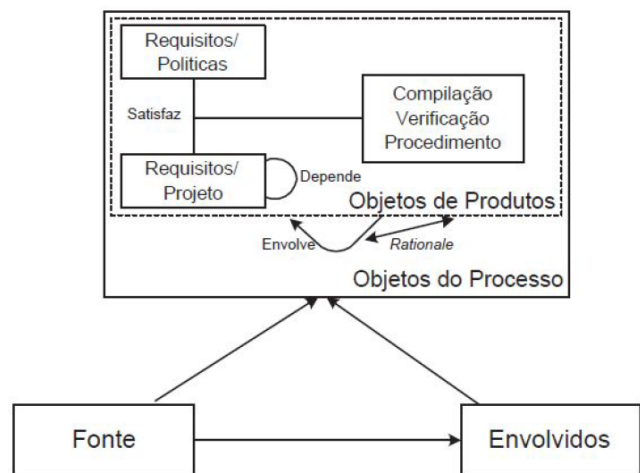 Requisitos/
Politicas
Satisfaz
Compilação
Verificação
Procedimento
Requisitos/
Projeto
Depende
Objetos de Produtos
Envolve
Rationale
Objetos do Processo
Fonte
Envolvidos